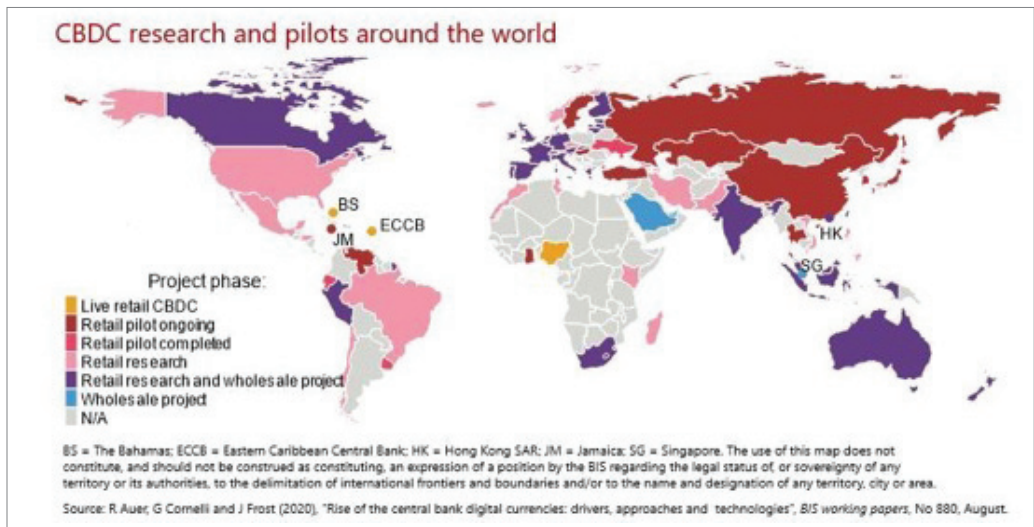 CBDC research and pilots around the world
BS
ECCB
JM
HK
SG
Project phase:
Live retail CBDC
Retail pilot ongoing
Retail pilot completed
Retail research
Retail research and wholesale project
Wholesale project
N/A
BS = The Bahamas; ECCB = Eastern Caribbean Central Bank; HK = Hong Kong SAR; JM = Jamaica; SG = Singapore. The use of this map does not
constitute, and should not be construed as constituting, an expression of a position by the BIS regarding the legal status of, or sovereignty of any
territory or its authorities, to the delimitation of international frontiers and boundaries and/or to the name and designation of any territory, city or area.
Source: R Auer, G Cornelli and J Frost (2020), "Rise of the central bank digital currencies: drivers, approaches and technologies", BIS working papers, No 880, August.